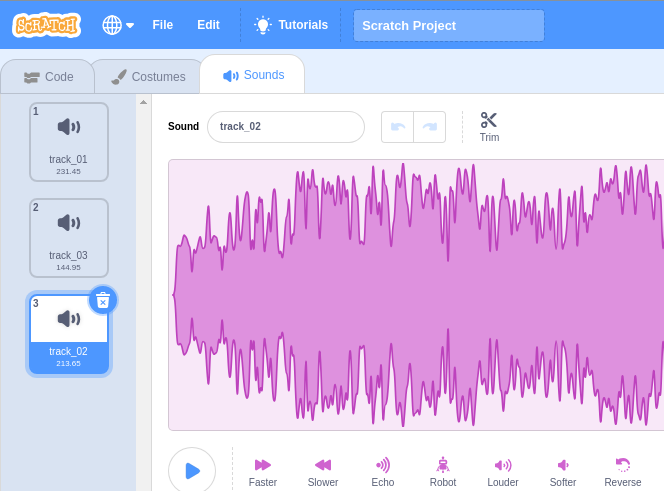 SCRATCH
File
Edit
Tutorials
Scratch Project
Code
Costumes
Sounds
1
track_01
231.45
2
track_03
144.95
3
track_02
213.65
Sound
track_02
Trim
Faster
Slower
Echo
Robot
Louder
Softer
Reverse